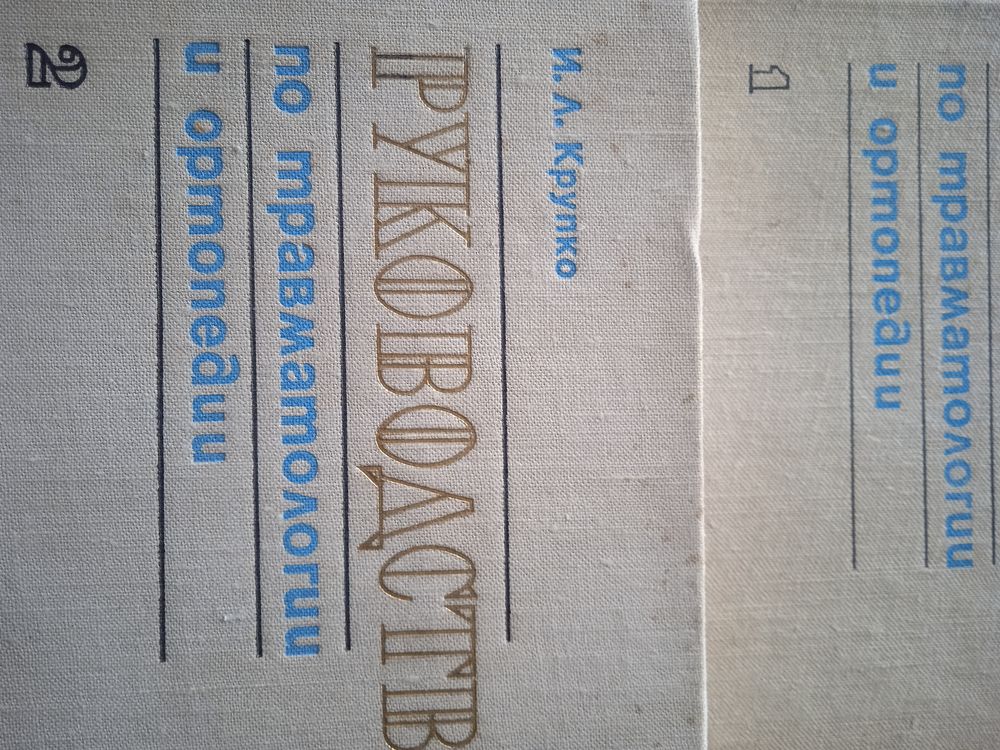 И. Л. Крупко
РУКОВОДСТВ
по травматологии
и ортопедии
2
по травматологии
и ортопедии
1